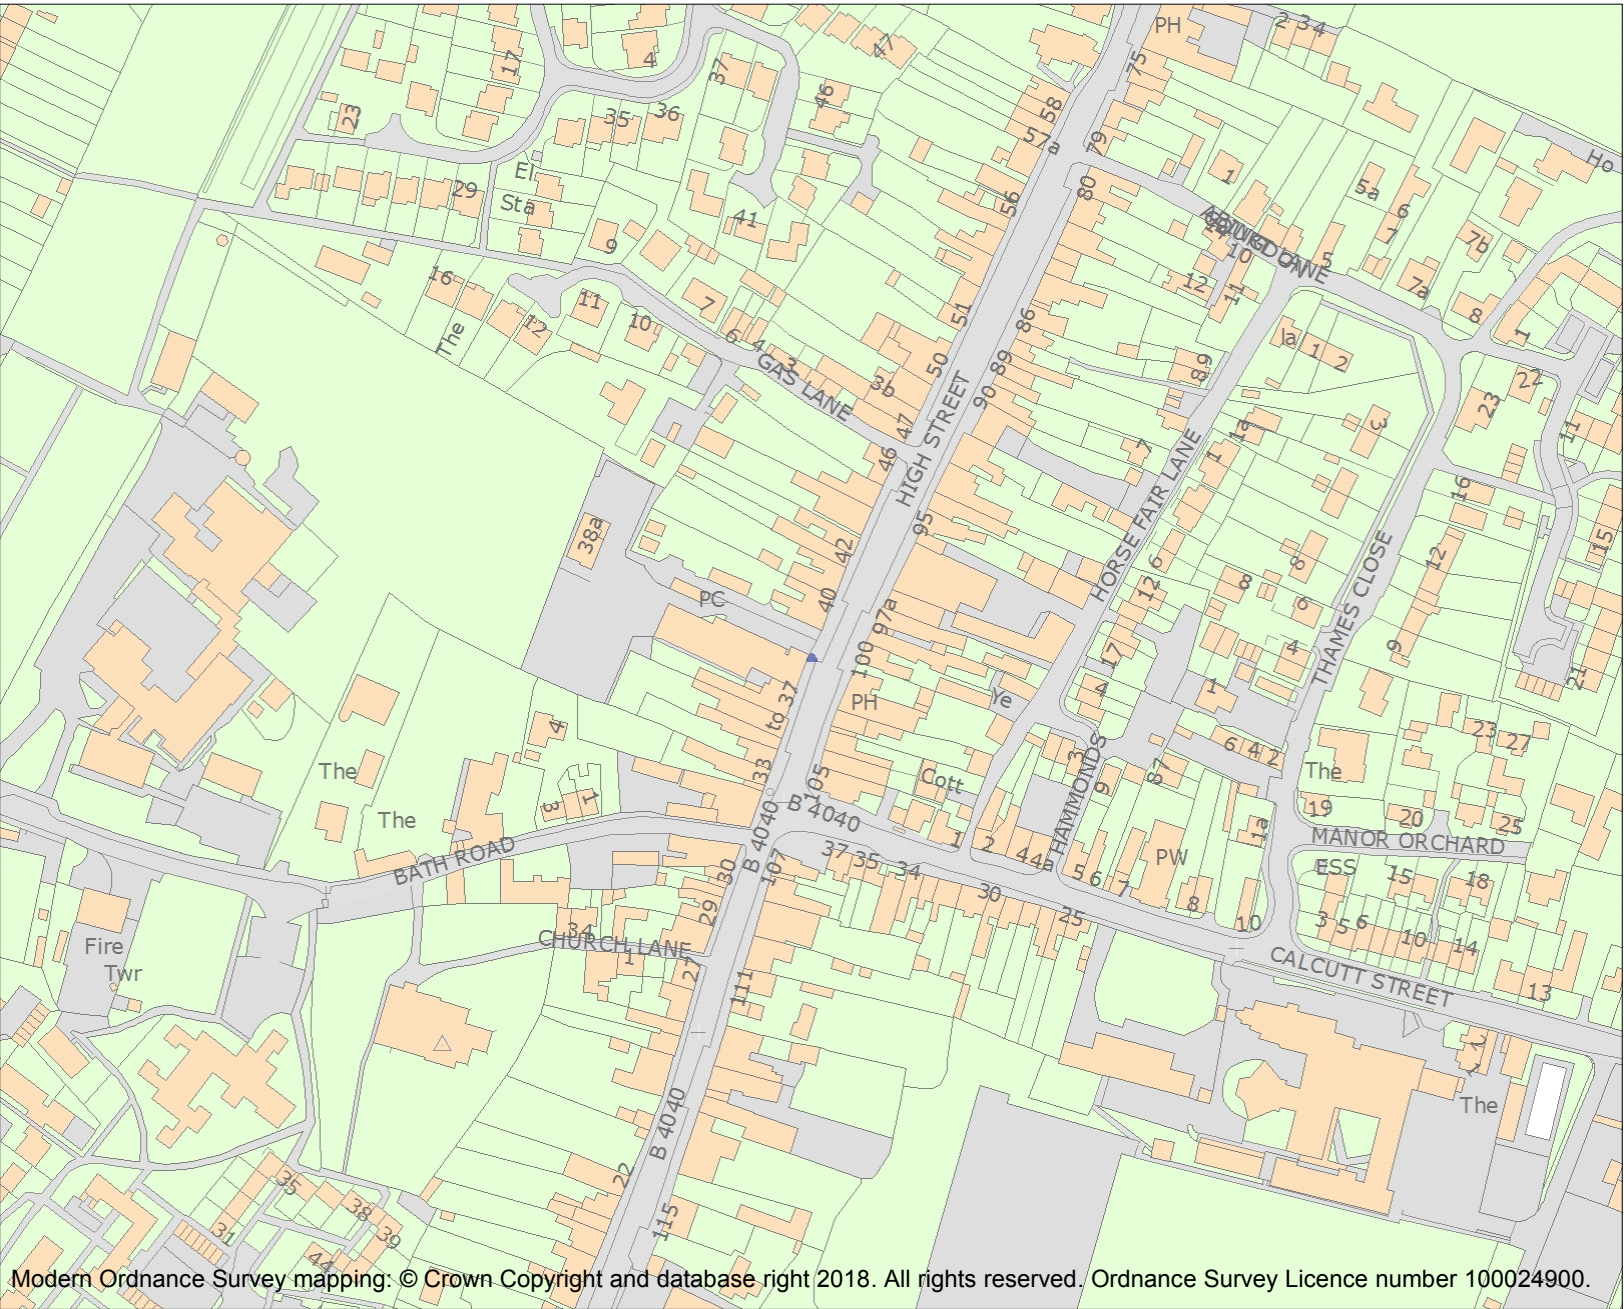 PH
2 3 4
75
47
4
17
37
46
58
57a
79
23
35
36
El
Sta
29
41
56
80
1
5a
6
7
7b
Ho
9
10
5
12
11
LANE
7a
8
1
16
The
12
11
10
7
6
4
3
GAS LANE
3b
51
86
50
89
90
HIGH STREET
47
46
1a
1
2
89
22
23
11
3
7
1
1a
HORSE FAIR LANE
16
15
12
38a
42
95
40
97a
PC
6
12
8
8
6
THAMES CLOSE
9
4
21
17
4
1
100
to 37
PH
Ye
33
105
B 4040
Cott
1
2
3
9
HAMMONDS
87
6 4 2
The
19
20
23
27
25
MANOR ORCHARD
ESS
1a
4
3
1
The
The
BATH ROAD
B 4040
107
30
29
37
35
34
30
25
4
4a
5
6
7
PW
8
10
15
18
3
5
6
10
14
13
CALCUTT STREET
Fire
Twr
34
CHURCH LANE
1
27
111
B 4040
22
115
2
1
The
35
38
39
31
44
Modern Ordnance Survey mapping: © Crown Copyright and database right 2018. All rights reserved. Ordnance Survey Licence number 100024900.